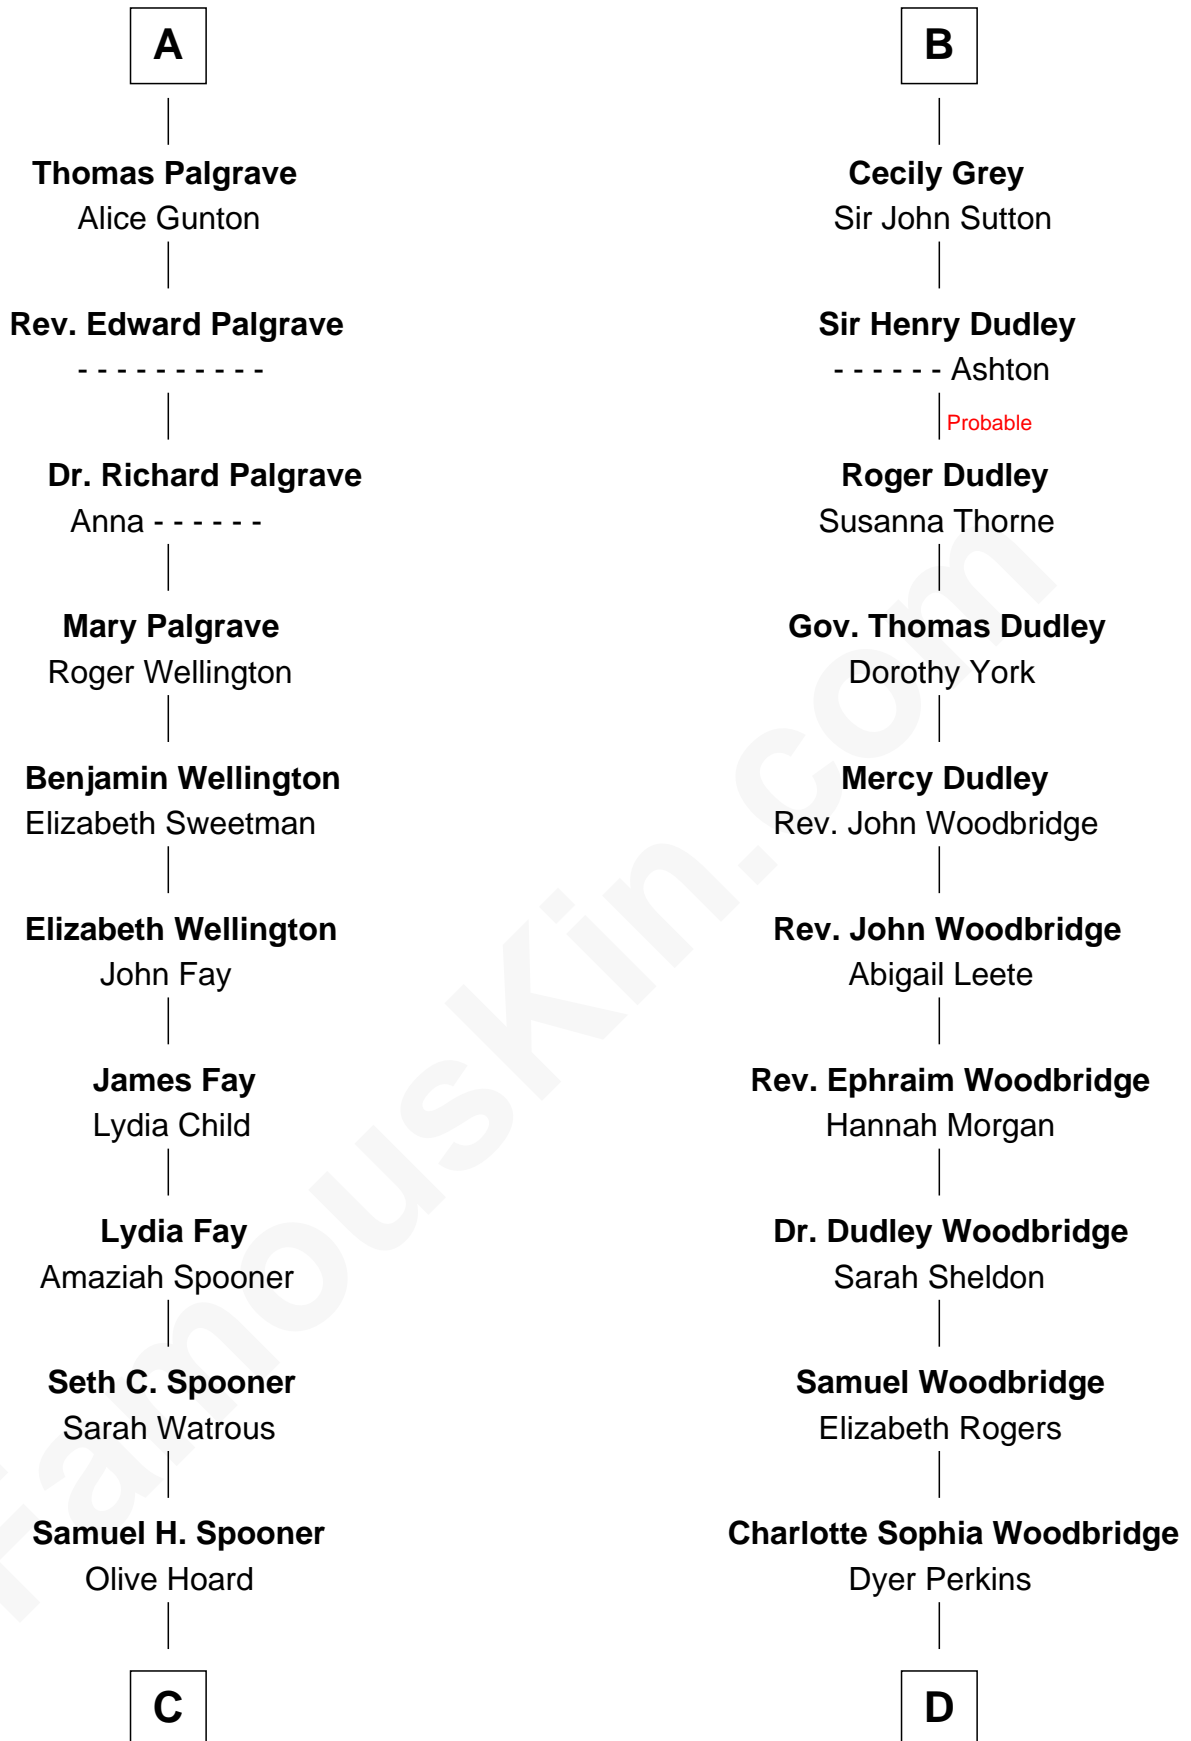 A
Thomas Palgrave
Alice Gunton
Rev. Edward Palgrave
- - - - - - - - - -
Dr. Richard Palgrave
Anna - - - - - -
Mary Palgrave
Roger Wellington
Benjamin Wellington
Elizabeth Sweetman
Elizabeth Wellington
John Fay
James Fay
Lydia Child
Lydia Fay
Amaziah Spooner
Seth C. Spooner
Sarah Watrous
Samuel H. Spooner
Olive Hoard
C
B
Cecily Grey
Sir John Sutton
Sir Henry Dudley
- - - - - - Ashton
Probable
Roger Dudley
Susanna Thorne
Gov. Thomas Dudley
Dorothy York
Mercy Dudley
Rev. John Woodbridge
Rev. John Woodbridge
Abigail Leete
Rev. Ephraim Woodbridge
Hannah Morgan
Dr. Dudley Woodbridge
Sarah Sheldon
Samuel Woodbridge
Elizabeth Rogers
Charlotte Sophia Woodbridge
Dyer Perkins
D
FamousKin.com